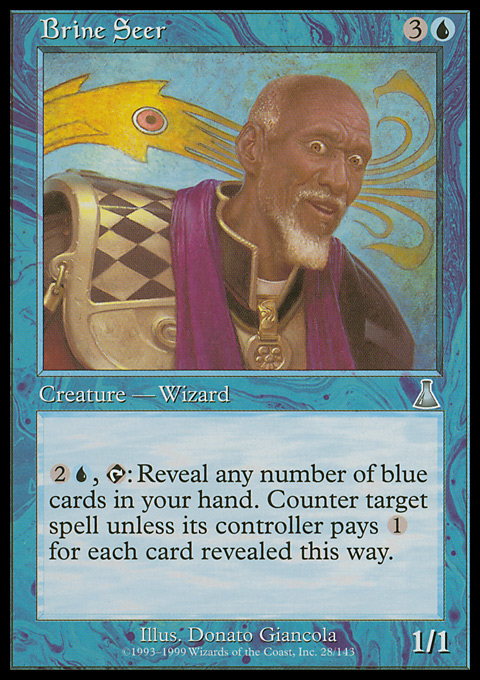 Brine Seer 3
Creature — Wizard
2 , : Reveal any number of blue
cards in your hand. Counter target
spell unless its controller pays 1
for each card revealed this way.
Illus. Donato Giancola
©1993-1999 Wizards of the Coast, Inc. 28/143
1/1